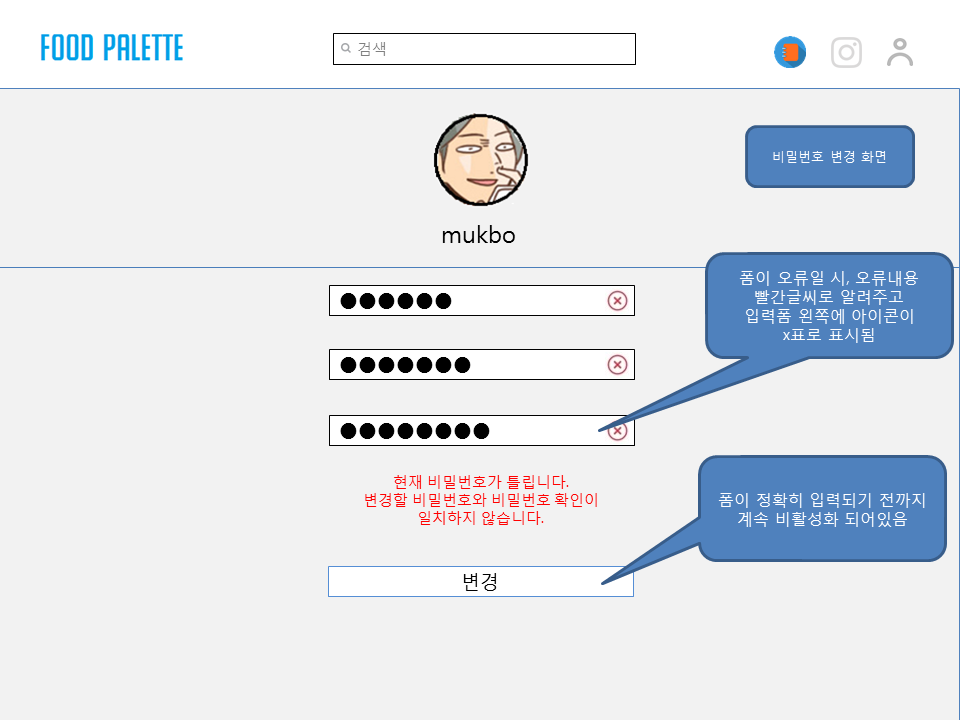 FOOD PALETTE
검색
비밀번호 변경 화면
mukbo
폼이 오류일 시, 오류내용
빨간글씨로 알려주고
입력폼 왼쪽에 아이콘이
x표로 표시됨
현재 비밀번호가 틀립니다.
변경할 비밀번호와 비밀번호 확인이
일치하지 않습니다.
폼이 정확히 입력되기 전까지
계속 비활성화 되어있음
변경